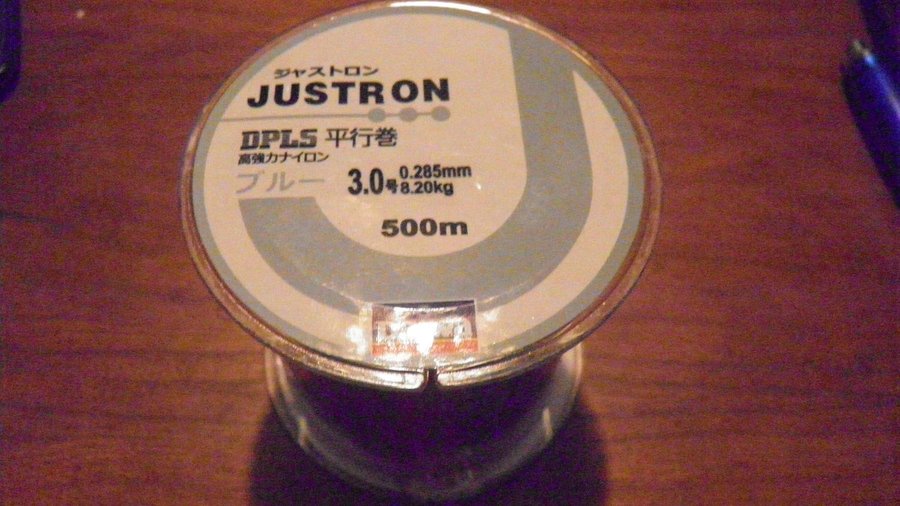 ジャストロン
JUSTRON
DPLS 平行巻
高強力ナイロン
ブルー 3.0号 0.285mm 8.20kg
500m